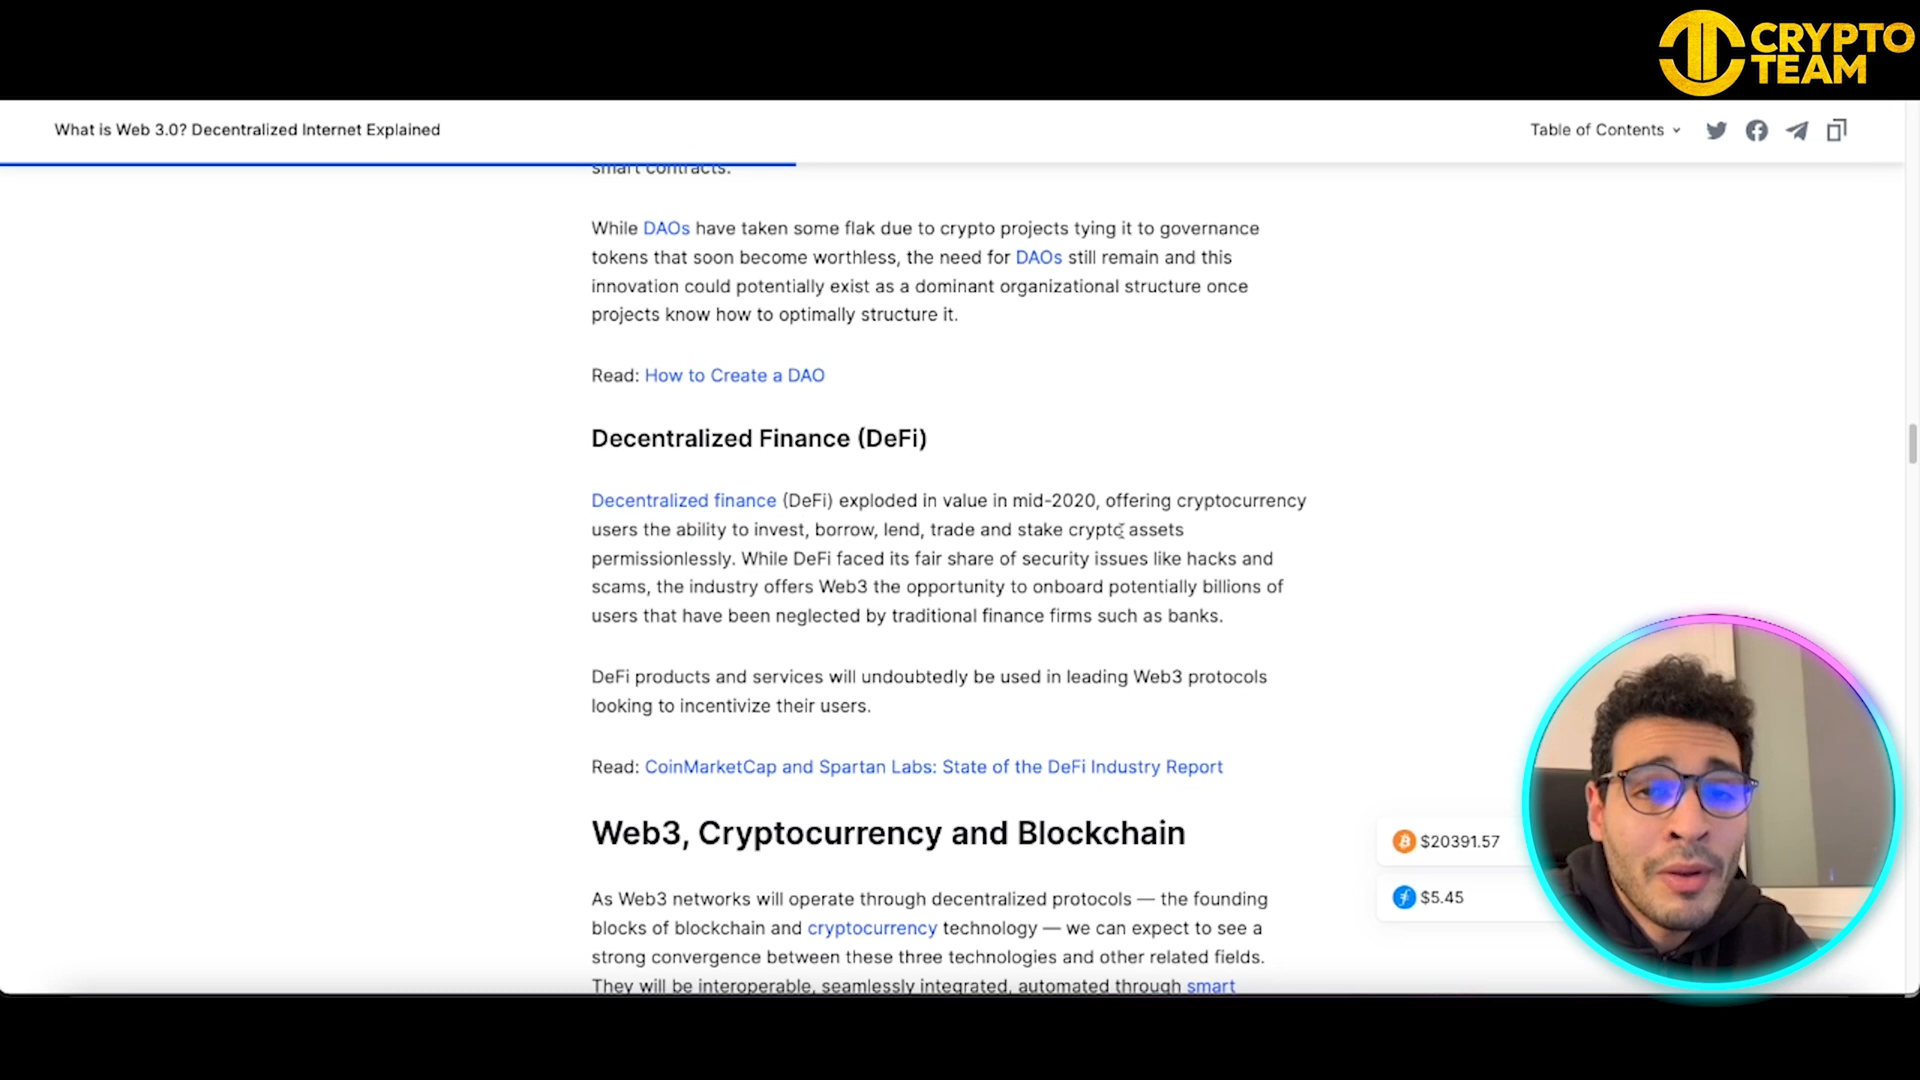 CRYPTO
TEAM
What is Web 3.0? Decentralized Internet Explained
Table of Contents
smart contracts.
While DAOs have taken some flak due to crypto projects tying it to governance
tokens that soon become worthless, the need for DAOs still remain and this
innovation could potentially exist as a dominant organizational structure once
projects know how to optimally structure it.
Read: How to Create a DAO
Decentralized Finance (DeFi)
Decentralized finance (DeFi) exploded in value in mid-2020, offering cryptocurrency
users the ability to invest, borrow, lend, trade and stake crypto assets
permissionlessly. While DeFi faced its fair share of security issues like hacks and
scams, the industry offers Web3 the opportunity to onboard potentially billions of
users that have been neglected by traditional finance firms such as banks.
DeFi products and services will undoubtedly be used in leading Web3 protocols
looking to incentivize their users.
Read: CoinMarketCap and Spartan Labs: State of the DeFi Industry Report
Web3, Cryptocurrency and Blockchain
$20391.57
$5.45
As Web3 networks will operate through decentralized protocols — the founding
blocks of blockchain and cryptocurrency technology — we can expect to see a
strong convergence between these three technologies and other related fields.
They will be interoperable, seamlessly integrated, automated through smart